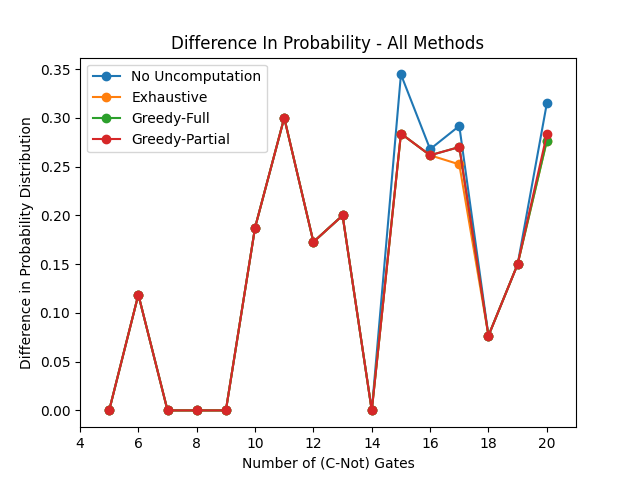 Difference In Probability - All Methods
No Uncomputation
Exhaustive
Greedy-Full
Greedy-Partial
Difference in Probability Distribution
0.35
0.30
0.25
0.20
0.15
0.10
0.05
0.00
4 6 8 10 12 14 16 18 20
Number of (C-Not) Gates